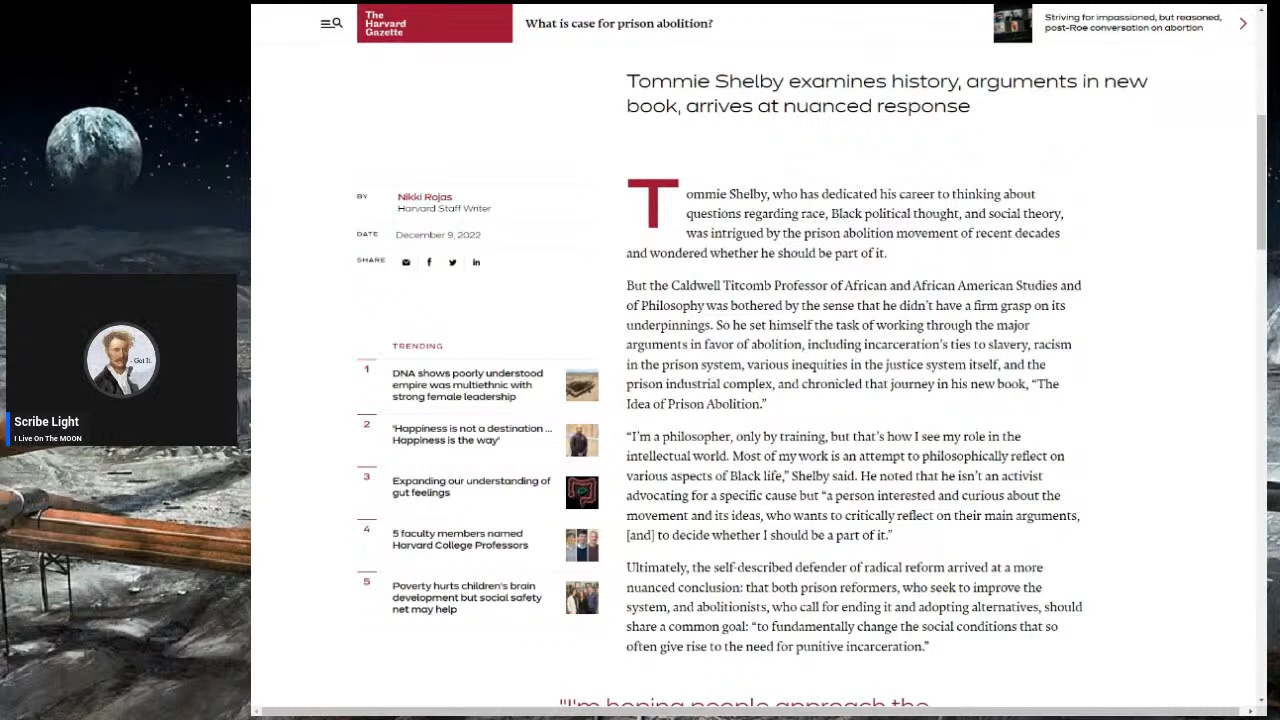 The
Harvard
Gazette
What is case for prison abolition?
Striving for impassioned, but reasoned,
post-Roe conversation on abortion
Tommie Shelby examines history, arguments in new
book, arrives at nuanced response
BY
Nikki Rojas
Harvard Staff Writer
DATE
December 9, 2022
SHARE
TRENDING
1
DNA shows poorly understood
empire was multiethnic with
strong female leadership
2
'Happiness is not a destination ...
Happiness is the way'
3
Expanding our understanding of
gut feelings
4
5 faculty members named
Harvard College Professors
5
Poverty hurts children's brain
development but social safety
net may help
Tommie Shelby, who has dedicated his career to thinking about
questions regarding race, Black political thought, and social theory,
was intrigued by the prison abolition movement of recent decades
and wondered whether he should be part of it.
But the Caldwell Titcomb Professor of African and African American Studies and
of Philosophy was bothered by the sense that he didn't have a firm grasp on its
underpinnings. So he set himself the task of working through the major
arguments in favor of abolition, including incarceration's ties to slavery, racism
in the prison system, various inequities in the justice system itself, and the
prison industrial complex, and chronicled that journey in his new book, “The
Idea of Prison Abolition.”
“I'm a philosopher, only by training, but that's how I see my role in the
intellectual world. Most of my work is an attempt to philosophically reflect on
various aspects of Black life,” Shelby said. He noted that he isn't an activist
advocating for a specific cause but “a person interested and curious about the
movement and its ideas, who wants to critically reflect on their main arguments,
[and] to decide whether I should be a part of it.”
Ultimately, the self-described defender of radical reform arrived at a more
nuanced conclusion: that both prison reformers, who seek to improve the
system, and abolitionists, who call for ending it and adopting alternatives, should
share a common goal: “to fundamentally change the social conditions that so
often give rise to the need for punitive incarceration.”
"I'm hoping people approach the
- Got It.
Scribe Light
I Live On The MOON